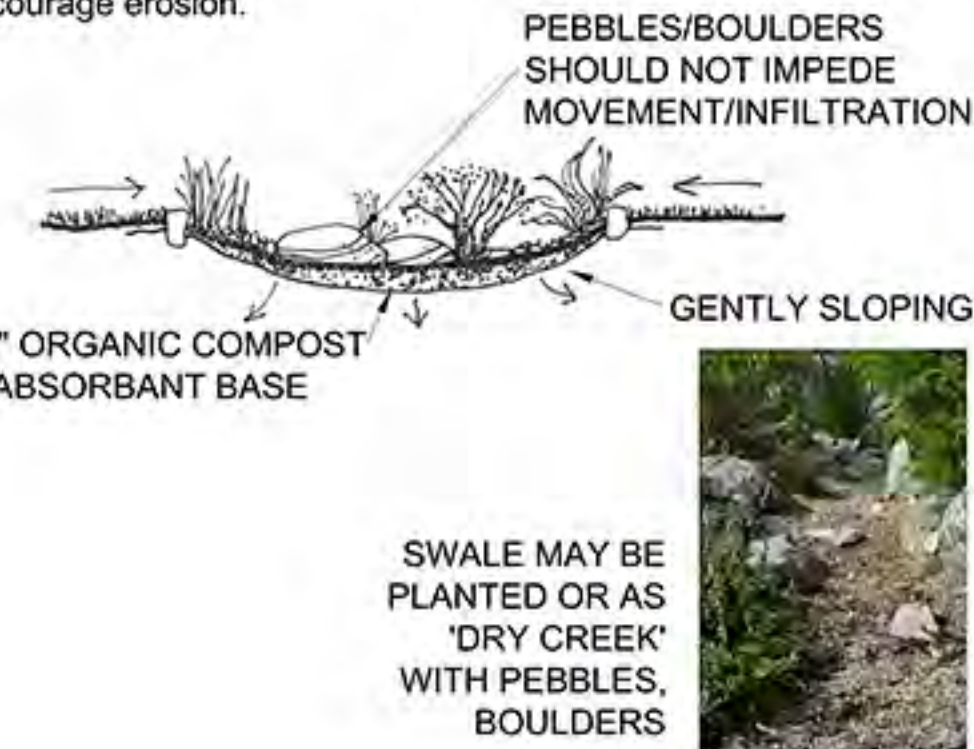 erosion.
PEBBLES/BOULDERS
SHOULD NOT IMPEDE
MOVEMENT/INFILTRATION
GENTLY SLOPING
" ORGANIC COMPOST
ABSORBANT BASE
SWALE MAY BE
PLANTED OR AS
'DRY CREEK'
WITH PEBBLES,
BOULDERS